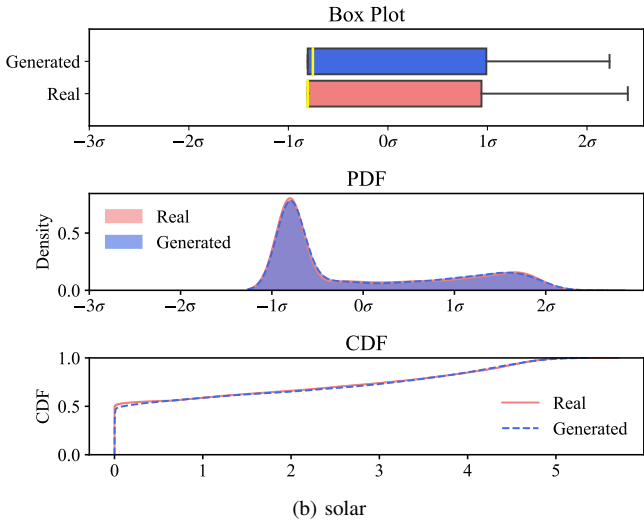 Box Plot
Generated
Real
−3σ −2σ −1σ 0σ 1σ 2σ
PDF
Density
0.5
0.0
Real
Generated
−3σ −2σ −1σ 0σ 1σ 2σ
CDF
CDF
1.0
0.5
0.0
Real
Generated
0 1 2 3 4 5
(b) solar